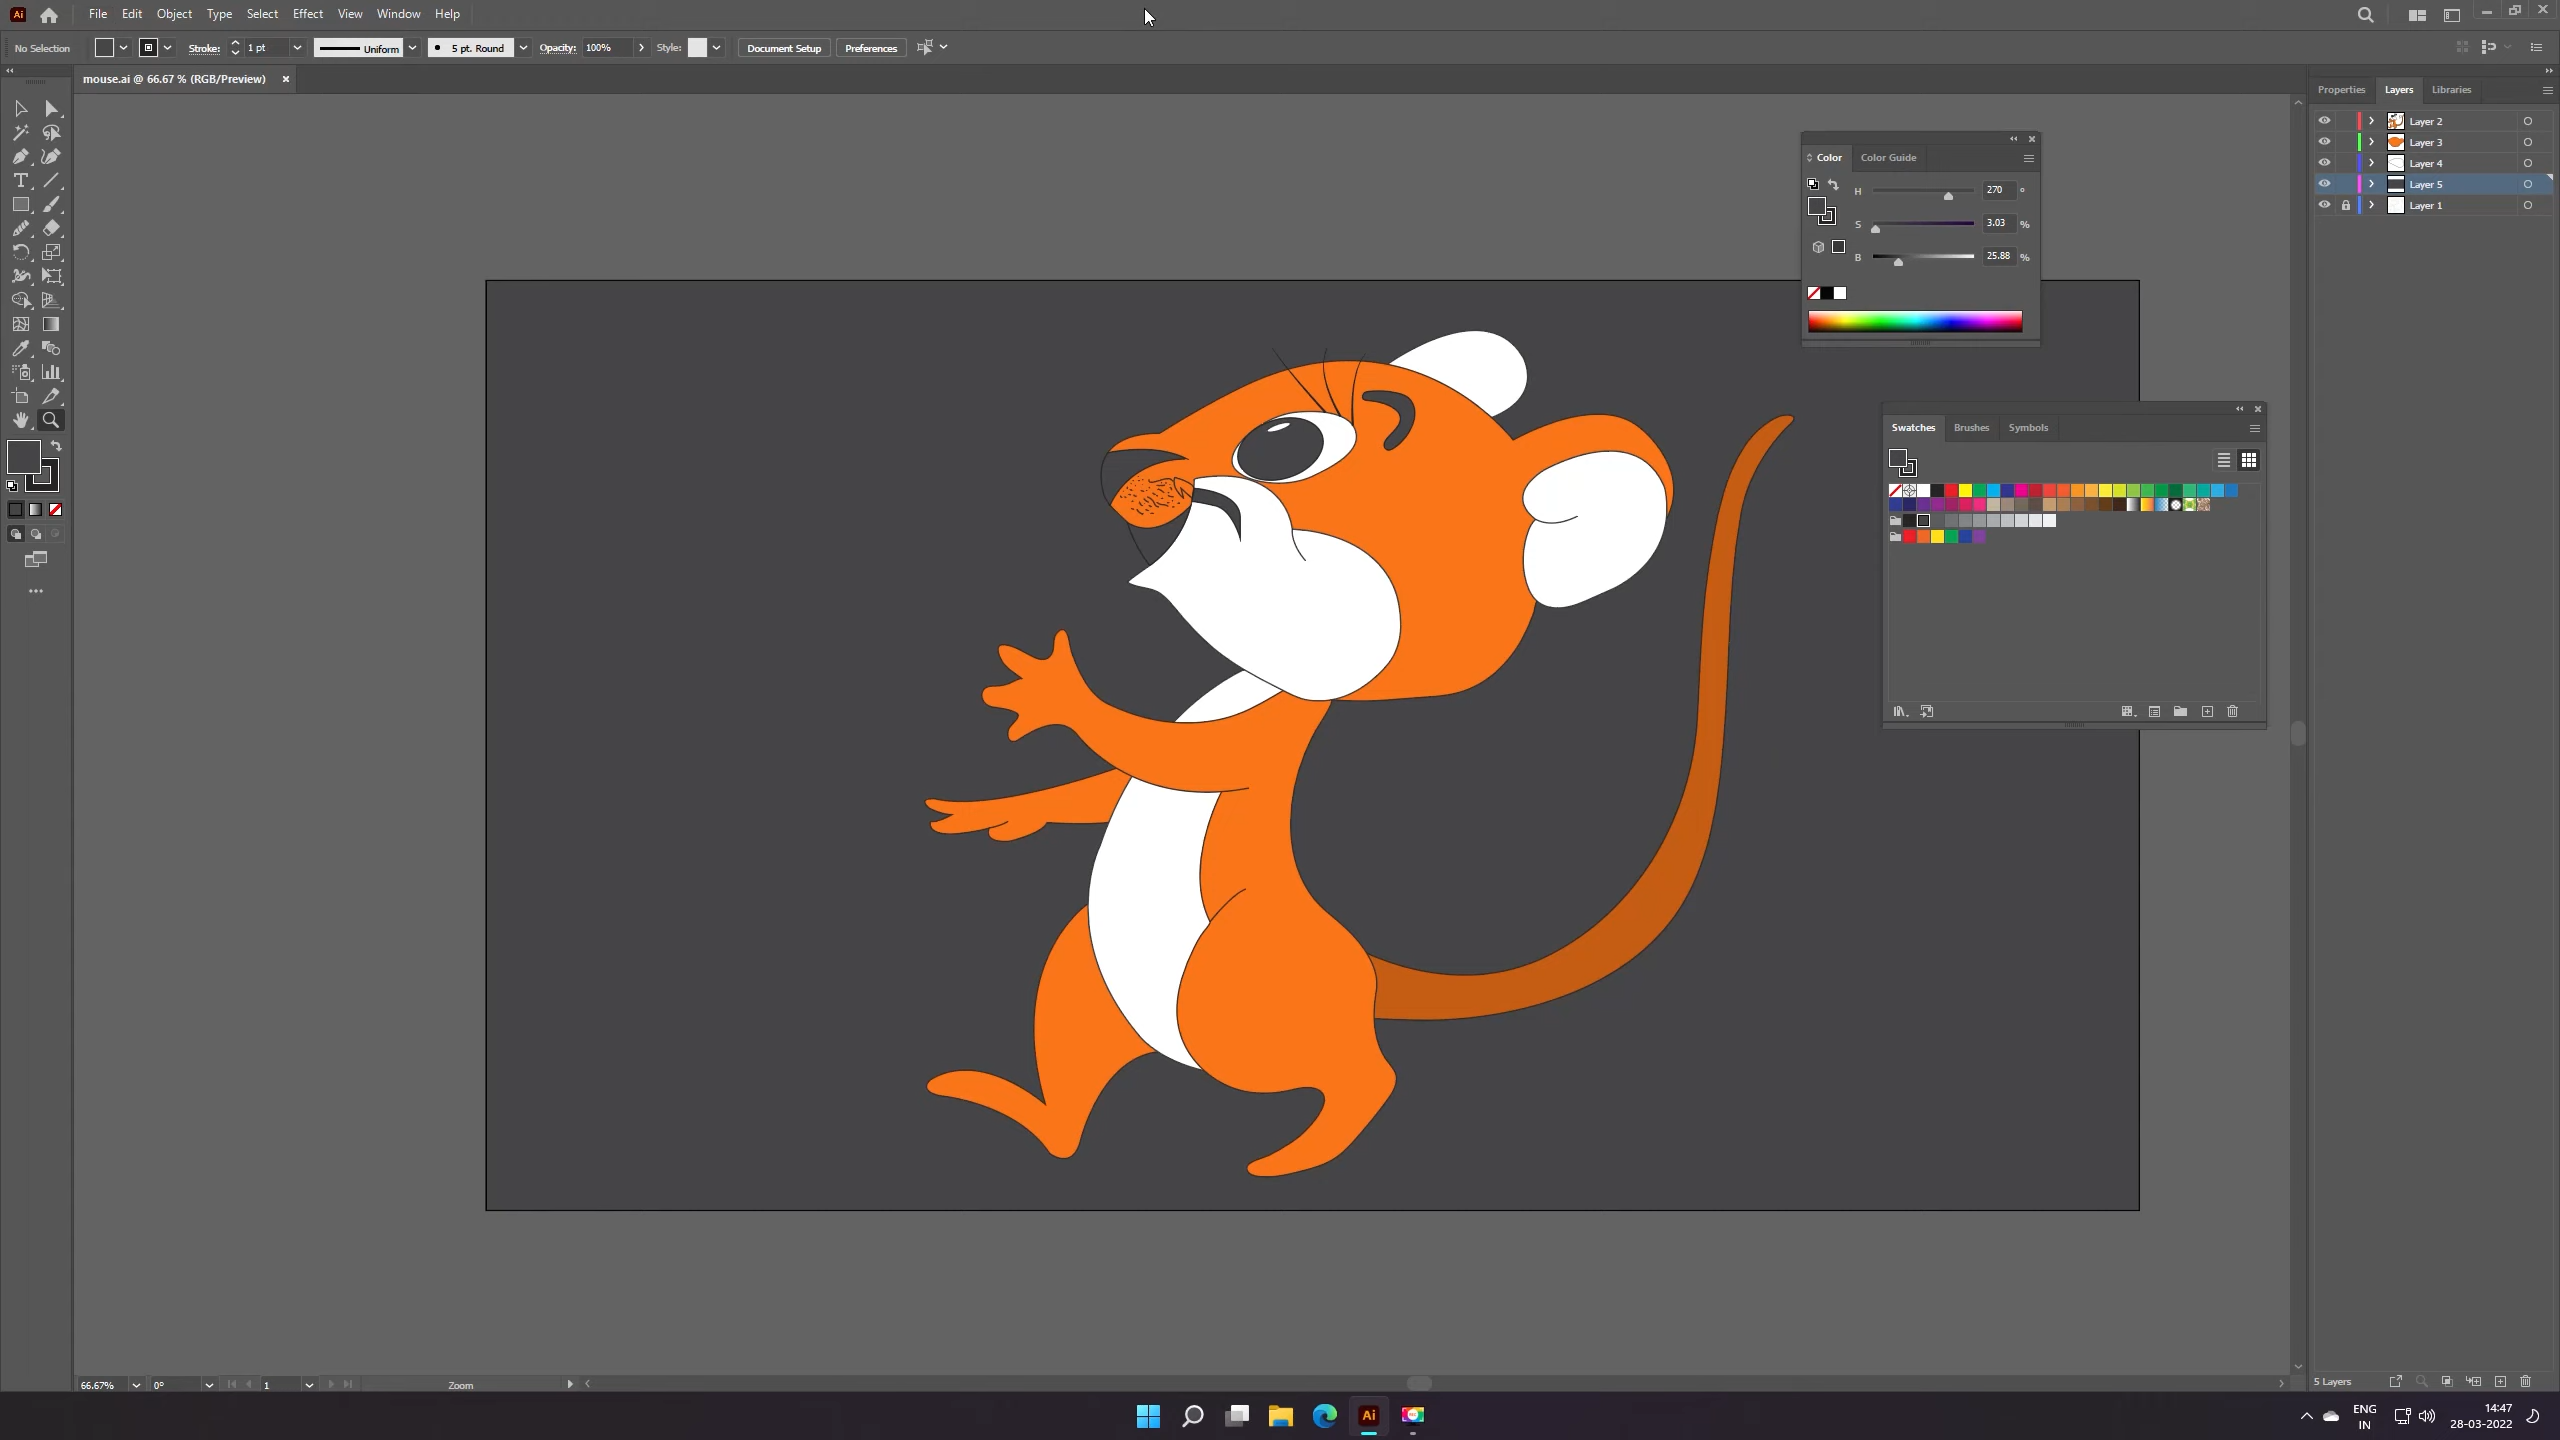 Ai File Edit Object Type Select Effect View Window Help
No Selection Stroke: 1 pt Uniform 5 pt. Round Opacity: 100% Style: Document Setup Preferences
mouse.ai @ 66.67 % (RGB/Preview)
Properties Layers Libraries
Layer 2
Layer 3
Layer 4
Layer 5
Layer 1
Color Color Guide
H 270 °
S 3.03 %
B 25.88 %
Swatches Brushes Symbols
66.67% 0° 1 Zoom
5 Layers
Ai
ENG
IN
14:47
28-03-2022